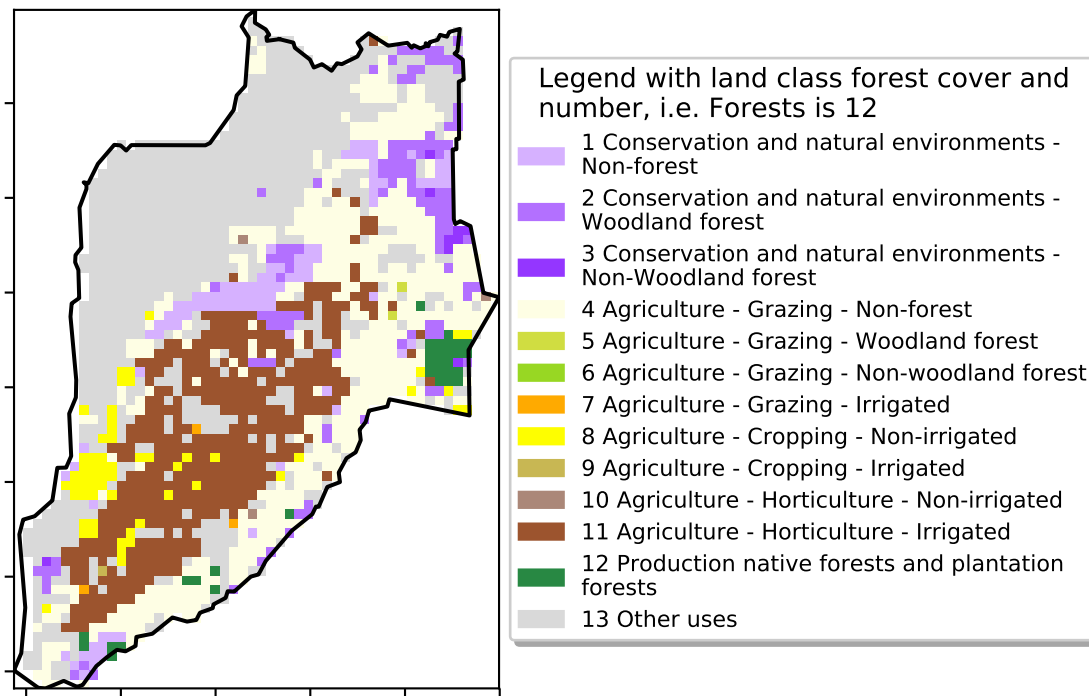 Legend with land class forest cover and
number, i.e. Forests is 12
1 Conservation and natural environments -
Non-forest
2 Conservation and natural environments -
Woodland forest
3 Conservation and natural environments -
Non-Woodland forest
4 Agriculture - Grazing - Non-forest
5 Agriculture - Grazing - Woodland forest
6 Agriculture - Grazing - Non-woodland forest
7 Agriculture - Grazing - Irrigated
8 Agriculture - Cropping - Non-irrigated
9 Agriculture - Cropping - Irrigated
10 Agriculture - Horticulture - Non-irrigated
11 Agriculture - Horticulture - Irrigated
12 Production native forests and plantation
forests
13 Other uses